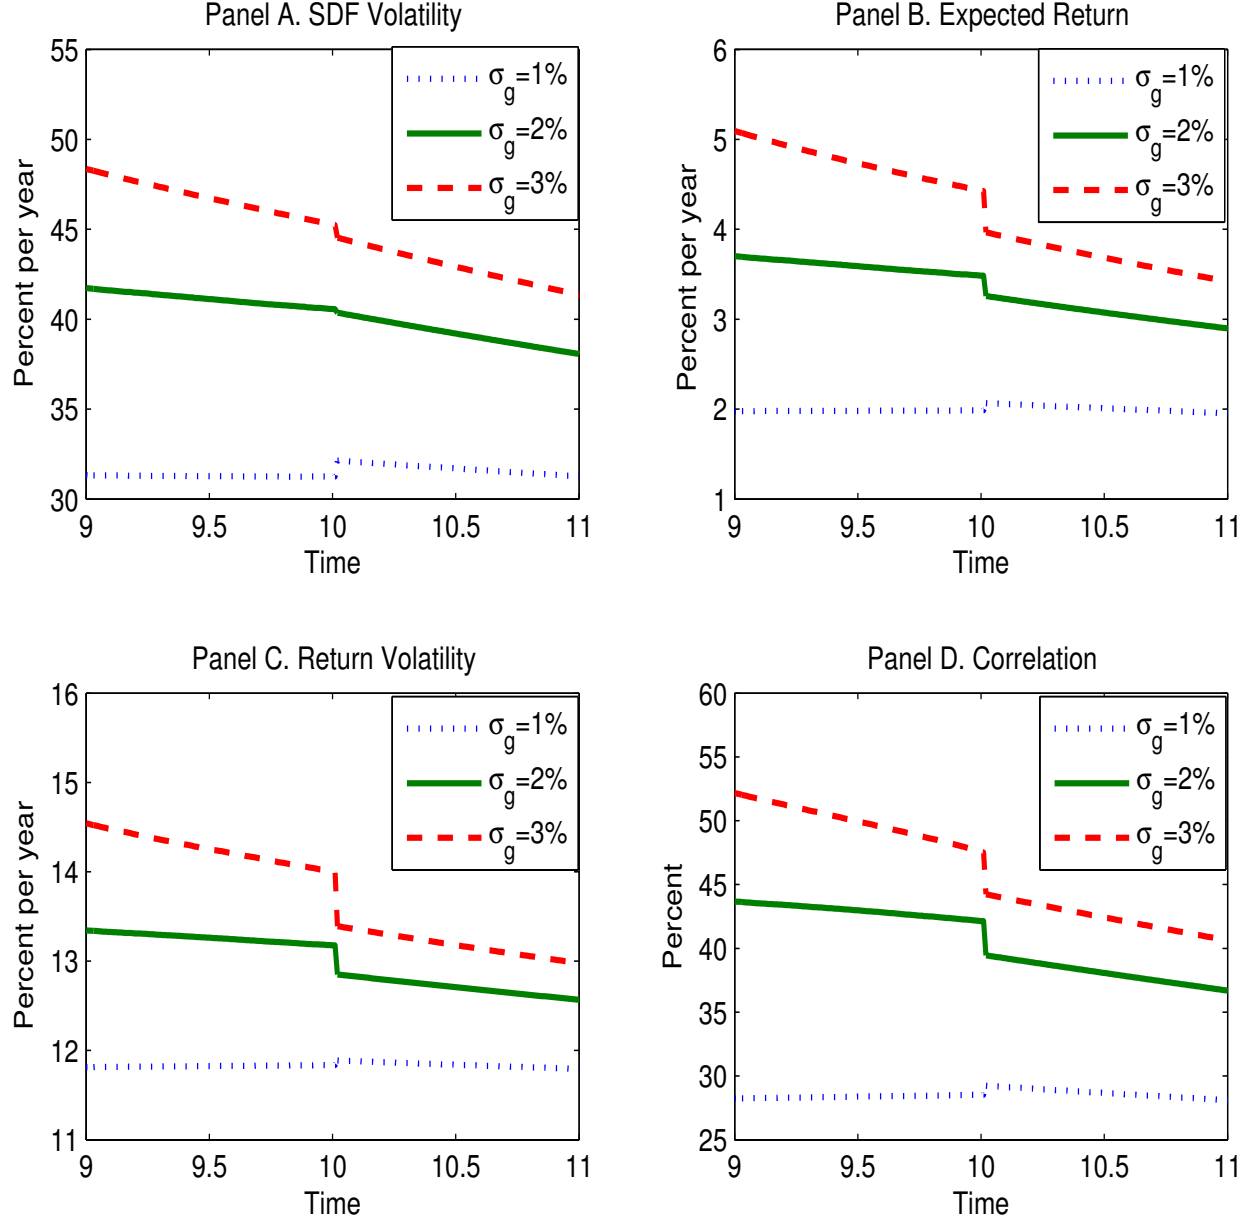 Panel A. SDF Volatility
55
50
45
40
35
30
Percent per year
9
9.5
10
10.5
11
Time
σg=1%
σg=2%
σg=3%
Panel B. Expected Return
6
5
4
3
2
1
Percent per year
9
9.5
10
10.5
11
Time
σg=1%
σg=2%
σg=3%
Panel C. Return Volatility
16
15
14
13
12
11
Percent per year
9
9.5
10
10.5
11
Time
σg=1%
σg=2%
σg=3%
Panel D. Correlation
60
55
50
45
40
35
30
25
Percent
9
9.5
10
10.5
11
Time
σg=1%
σg=2%
σg=3%